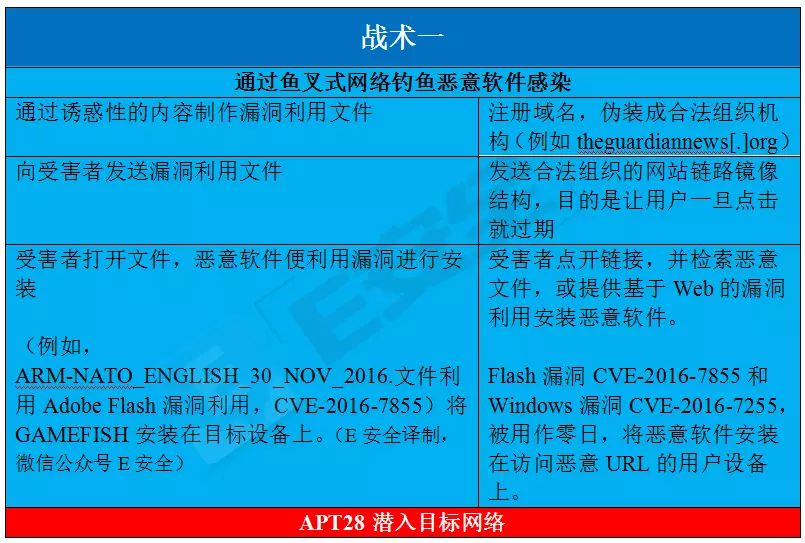 战术一
通过鱼叉式网络钓鱼恶意软件感染
通过诱惑性的内容制作漏洞利用文件
注册域名，伪装成合法组织机
构（例如 theguardiannews[.]org）
向受害者发送漏洞利用文件
发送合法组织的网站链路镜像
结构，目的是让用户一旦点击
就过期
受害者打开文件，恶意软件便利用漏洞进行安
装
（例如，
ARM-NATO_ENGLISH_30_NOV_2016.文件利
用 Adobe Flash 漏洞利用，CVE-2016-7855）将
GAMEFISH 安装在目标设备上。（E 安全译制，
微信公众号 E 安全）
受害者点开链接，并检索恶意
文件，或提供基于 Web 的漏洞
利用安装恶意软件。
Flash 漏洞 CVE-2016-7855 和
Windows 漏洞 CVE-2016-7255，
被用作零日，将恶意软件安装
在访问恶意 URL 的用户设备
上。
APT28 潜入目标网络
E安全